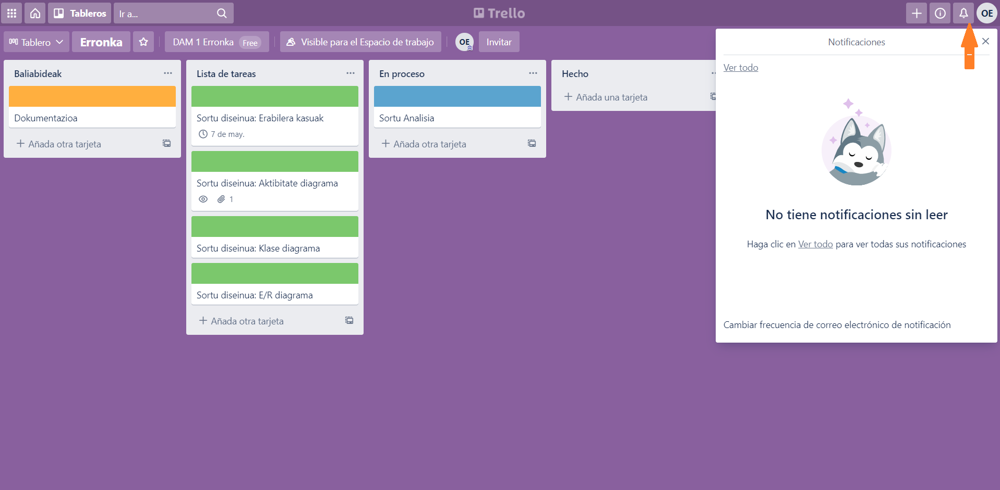 Tableros
Ir a...
Trello
OE
Tablero
Erronka
DAM 1 Erronka Free
Visible para el Espacio de trabajo
OE
Invitar
Baliabideak
Dokumentazioa
Añada otra tarjeta
Lista de tareas
Sortu diseinua: Erabilera kasuak
7 de may.
Sortu diseinua: Aktibitate diagrama
1
Sortu diseinua: Klase diagrama
Sortu diseinua: E/R diagrama
Añada otra tarjeta
En proceso
Sortu Analisia
Añada otra tarjeta
Hecho
Añada una tarjeta
Notificaciones
Ver todo
No tiene notificaciones sin leer
Haga clic en Ver todo para ver todas sus notificaciones
Cambiar frecuencia de correo electrónico de notificación